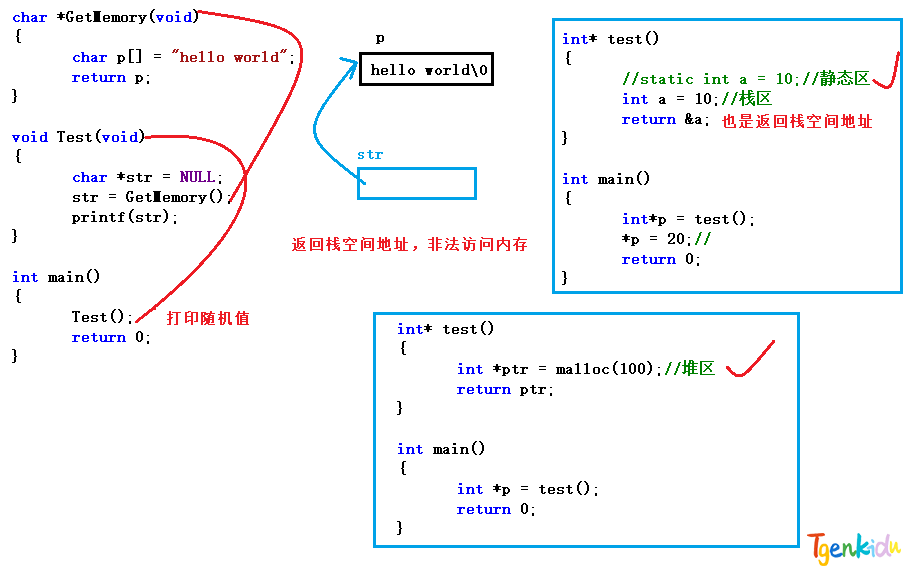 char *GetMemory(void)
{
char p[] = "hello world";
return p;
}
void Test(void)
{
char *str = NULL;
str = GetMemory();
printf(str);
}
int main()
{
Test(); 打印随机值
return 0;
}
p
hello world\0
str
返回栈空间地址，非法访问内存
int* test()
{
//static int a = 10;//静态区
int a = 10;//栈区
return &a; 也是返回栈空间地址
}
int main()
{
int*p = test();
*p = 20;//
return 0;
}
int* test()
{
int *ptr = malloc(100);//堆区
return ptr;
}
int main()
{
int *p = test();
return 0;
}
Tgenkidu